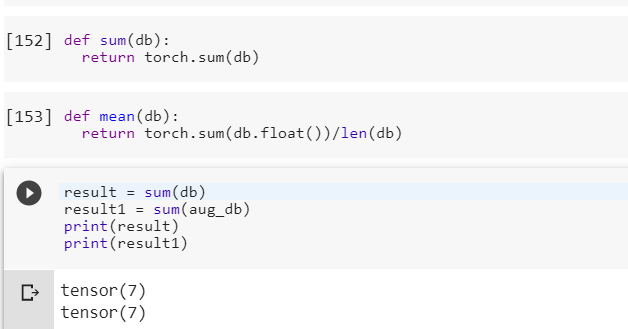 [152] def sum(db):
  return torch.sum(db)
[153] def mean(db):
  return torch.sum(db.float())/len(db)
result = sum(db)
result1 = sum(aug_db)
print(result)
print(result1)
tensor(7)
tensor(7)